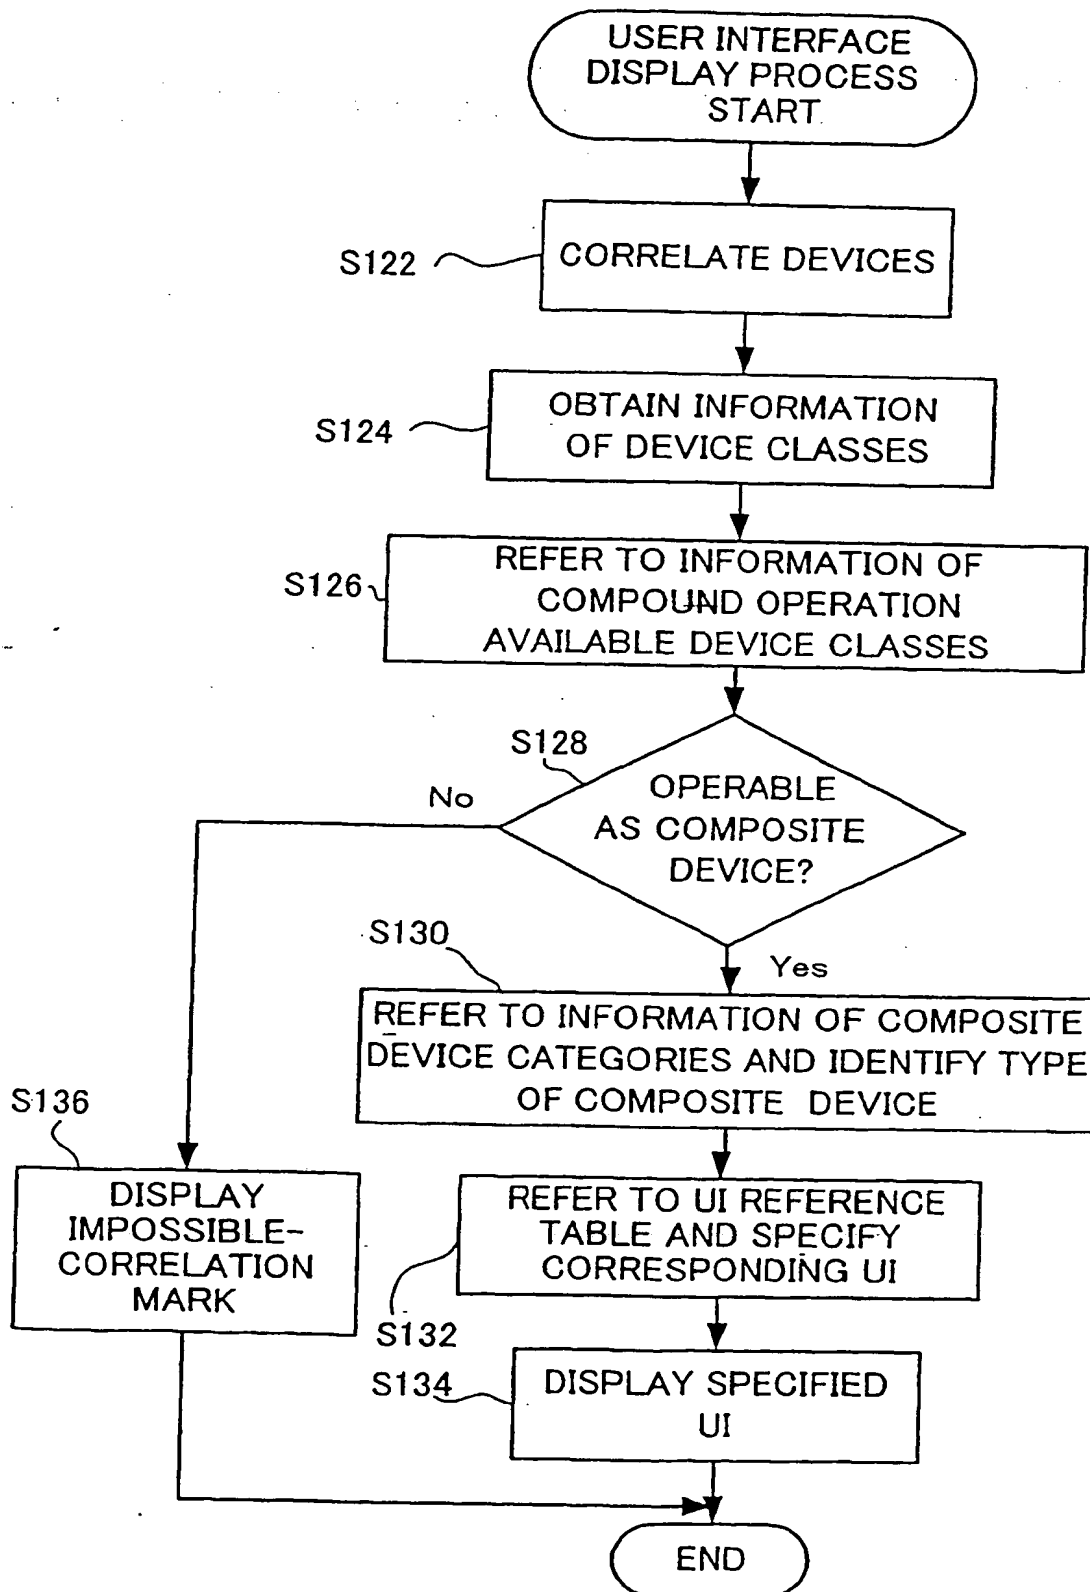 USER INTERFACE
DISPLAY PROCESS
START
S122
CORRELATE DEVICES
S124
OBTAIN INFORMATION
OF DEVICE CLASSES
S126
REFER TO INFORMATION OF
COMPOUND OPERATION
AVAILABLE DEVICE CLASSES
S128
OPERABLE
AS COMPOSITE
DEVICE?
No
Yes
S130
REFER TO INFORMATION OF COMPOSITE
DEVICE CATEGORIES AND IDENTIFY TYPE
OF COMPOSITE DEVICE
S136
DISPLAY
IMPOSSIBLE-
CORRELATION
MARK
REFER TO UI REFERENCE
TABLE AND SPECIFY
CORRESPONDING UI
S132
S134
DISPLAY SPECIFIED
UI
END